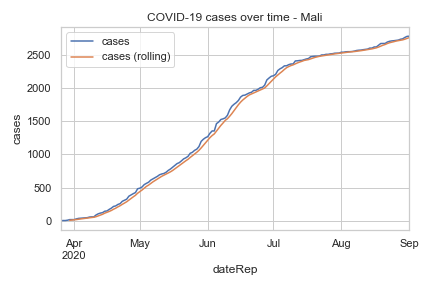 COVID-19 cases over time - Mali
cases
cases (rolling)
2500
2000
1500
1000
500
0
cases
Apr
2020
May
Jun
Jul
Aug
Sep
dateRep